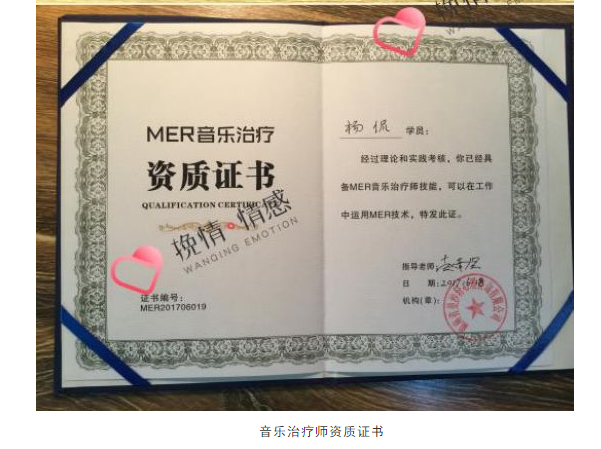 MER音乐治疗
资质证书
QUALIFICATION CERTIFICATE
挽情·情感
WANQING EMOTION
证书编号：
MER201706019
杨侃 学员：
经过理论和实践考核，你已经具
备MER音乐治疗师技能，可以在工作
中运用MER技术，特发此证。
指导老师：
日 期：
机构(章)：
音乐治疗师资质证书